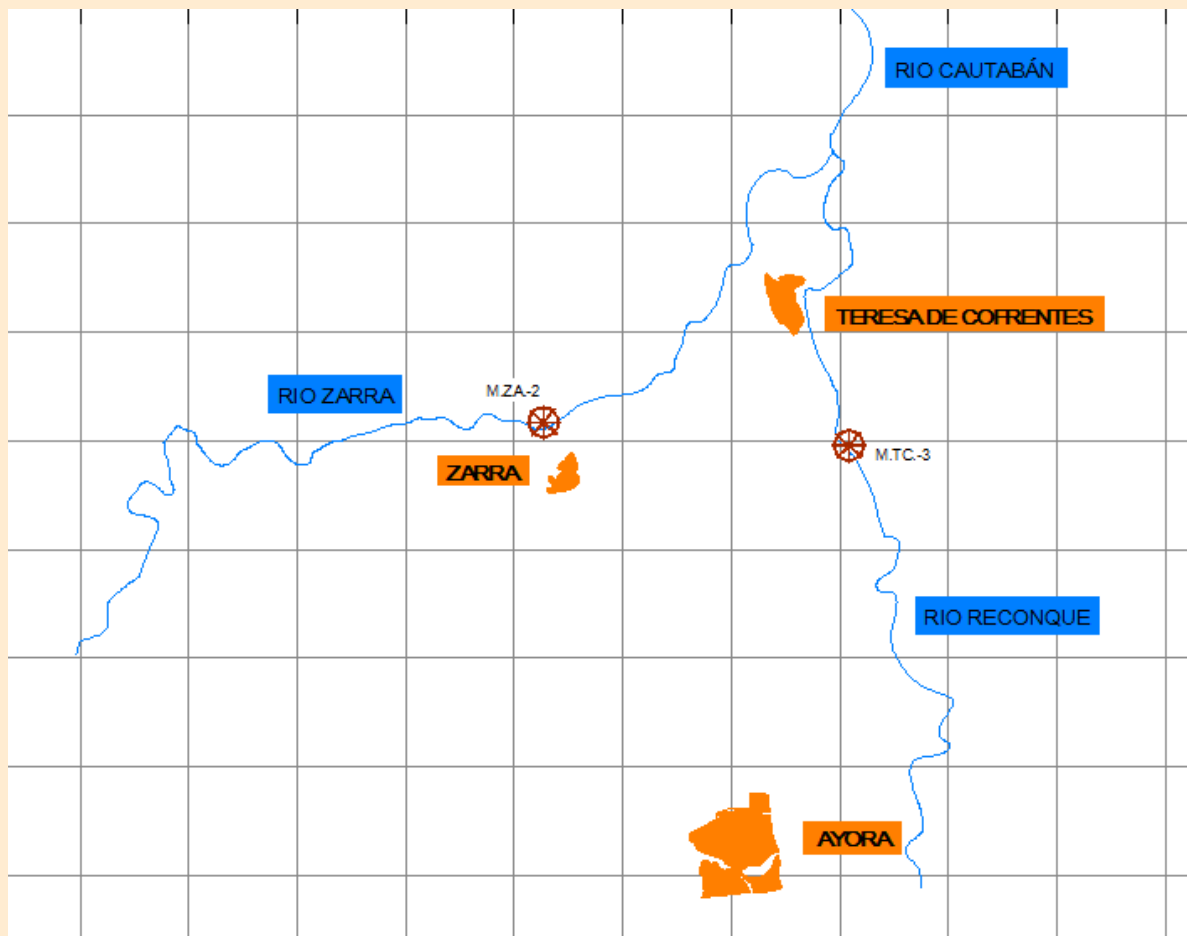 RIO CAUTABÁN
TERESA DE COFRENTES
M.ZA.-2
RIO ZARRA
M.TC.-3
ZARRA
RIO RECONQUE
AYORA